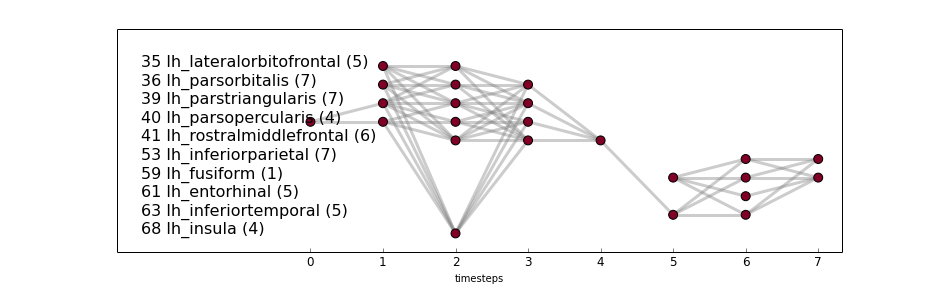 35 lh_lateralorbitofrontal (5)
36 lh_parsorbitalis (7)
39 lh_parstriangularis (7)
40 lh_parsopercularis (4)
41 lh_rostralmiddlefrontal (6)
53 lh_inferiorparietal (7)
59 lh_fusiform (1)
61 lh_entorhinal (5)
63 lh_inferiortemporal (5)
68 lh_insula (4)
0 1 2 3 4 5 6 7
timesteps